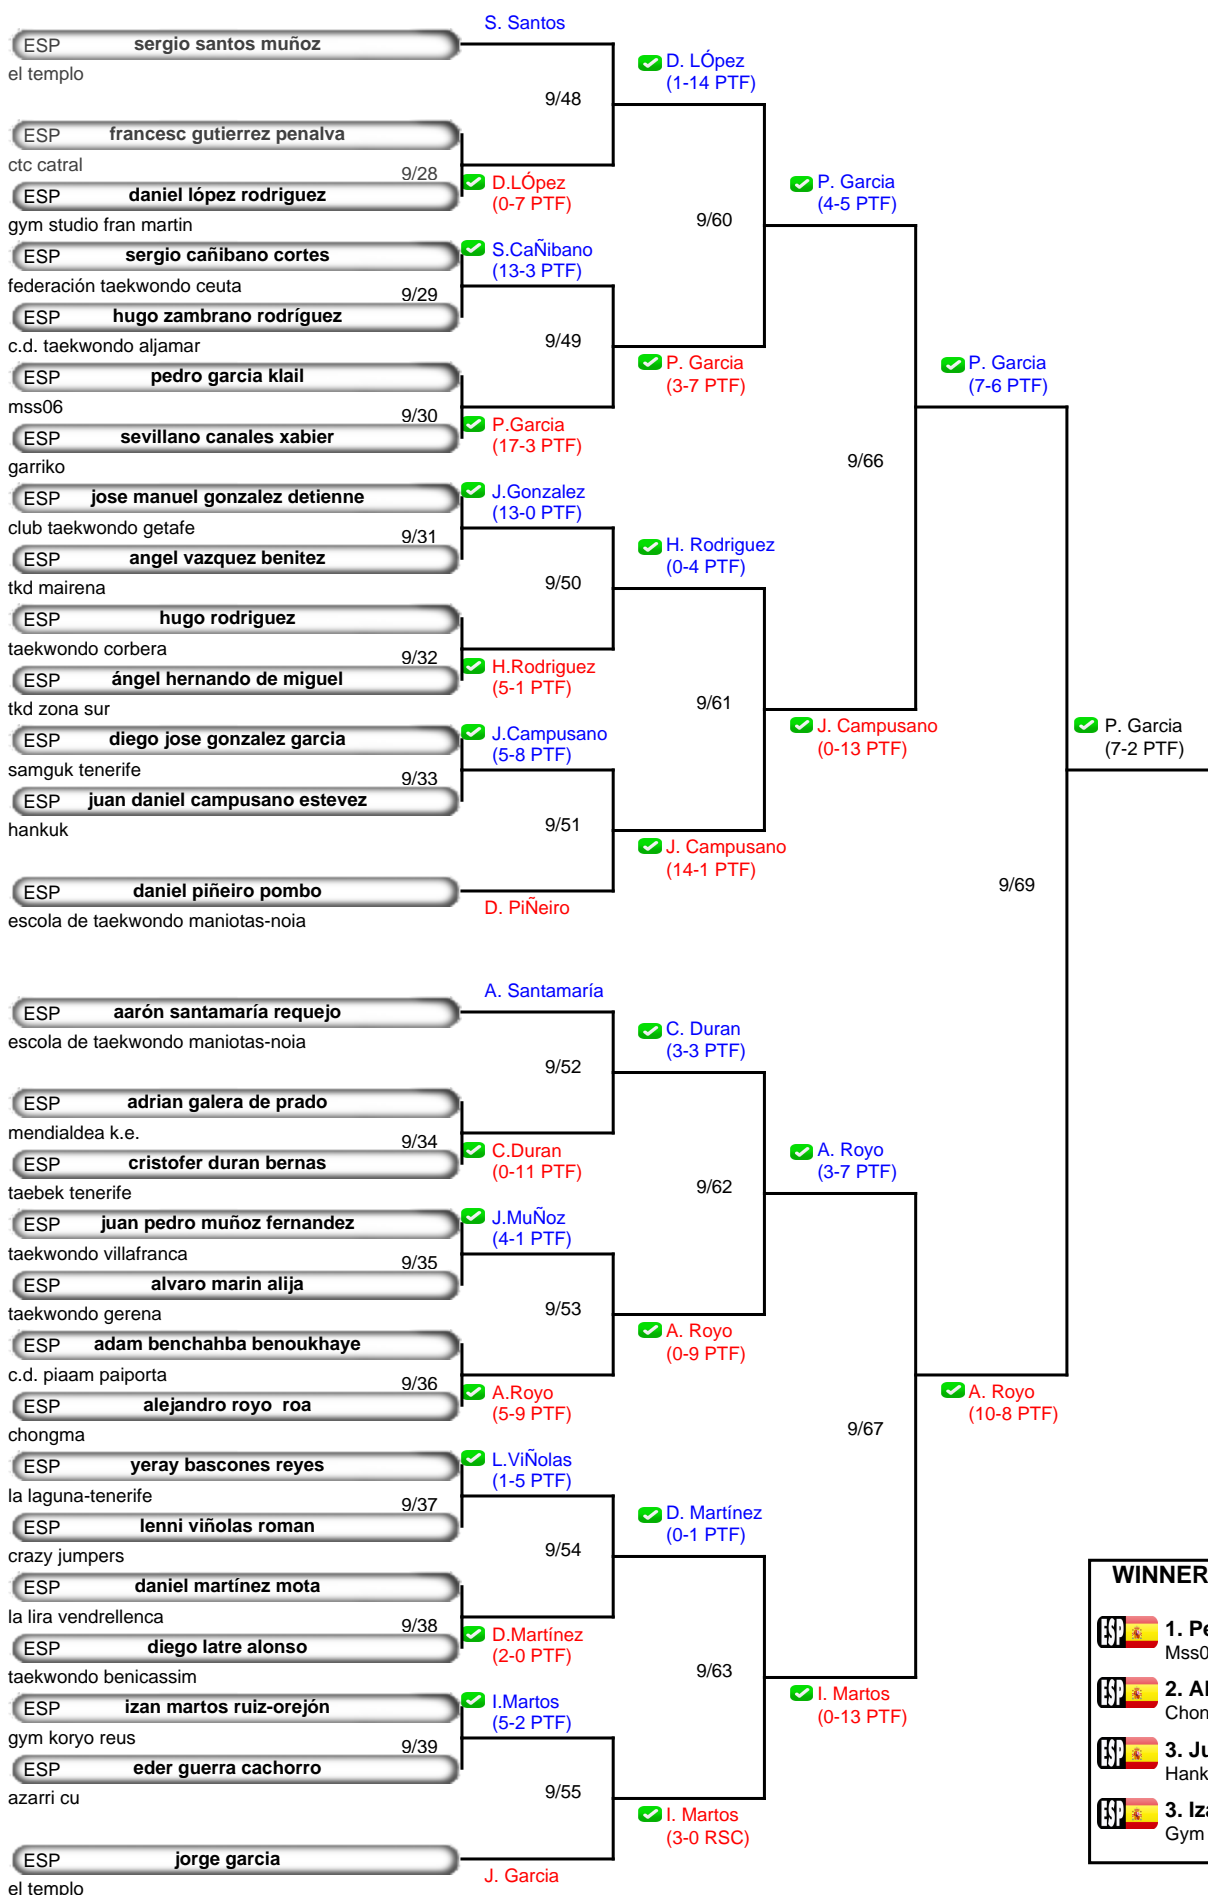 S. Santos
ESP sergio santos muñoz
el templo
D. LÓpez
(1-14 PTF)
9/48
ESP francesc gutierrez penalva
ctc catral
9/28
ESP daniel lópez rodriguez
gym studio fran martin
D.LÓpez
(0-7 PTF)
P. Garcia
(4-5 PTF)
9/60
ESP sergio cañibano cortes
federación taekwondo ceuta
S.CaÑibano
(13-3 PTF)
9/29
ESP hugo zambrano rodríguez
c.d. taekwondo aljamar
9/49
ESP pedro garcia klail
mss06
P. Garcia
(3-7 PTF)
P. Garcia
(7-6 PTF)
9/30
ESP sevillano canales xabier
garriko
P.Garcia
(17-3 PTF)
9/66
ESP jose manuel gonzalez detienne
club taekwondo getafe
J.Gonzalez
(13-0 PTF)
9/31
ESP angel vazquez benitez
tkd mairena
H. Rodriguez
(0-4 PTF)
9/50
ESP hugo rodriguez
taekwondo corbera
9/32
ESP ángel hernando de miguel
tkd zona sur
H.Rodriguez
(5-1 PTF)
9/61
ESP diego jose gonzalez garcia
samguk tenerife
J.Campusano
(5-8 PTF)
J. Campusano
(0-13 PTF)
P. Garcia
(7-2 PTF)
9/33
ESP juan daniel campusano estevez
hankuk
9/51
J. Campusano
(14-1 PTF)
ESP daniel piñeiro pombo
escola de taekwondo maniotas-noia
D. PiÑeiro
9/69
A. Santamaría
ESP aarón santamaría requejo
escola de taekwondo maniotas-noia
C. Duran
(3-3 PTF)
9/52
ESP adrian galera de prado
mendialdea k.e.
9/34
ESP cristofer duran bernas
taebek tenerife
C.Duran
(0-11 PTF)
A. Royo
(3-7 PTF)
9/62
ESP juan pedro muñoz fernandez
taekwondo villafranca
J.MuÑoz
(4-1 PTF)
9/35
ESP alvaro marin alija
taekwondo gerena
9/53
ESP adam benchahba benoukhaye
c.d. piaam paiporta
A. Royo
(0-9 PTF)
9/36
ESP alejandro royo roa
chongma
A.Royo
(5-9 PTF)
A. Royo
(10-8 PTF)
9/67
ESP yeray bascones reyes
la laguna-tenerife
L.ViÑolas
(1-5 PTF)
9/37
ESP lenni viñolas roman
crazy jumpers
D. Martínez
(0-1 PTF)
9/54
ESP daniel martínez mota
la lira vendrellenca
9/38
ESP diego latre alonso
taekwondo benicassim
D.Martínez
(2-0 PTF)
9/63
ESP izan martos ruiz-orejón
gym koryo reus
I.Martos
(5-2 PTF)
I. Martos
(0-13 PTF)
9/39
ESP eder guerra cachorro
azarri cu
9/55
I. Martos
(3-0 RSC)
ESP jorge garcia
el templo
J. Garcia
WINNER
ESP 1. Pe
Mss0
ESP 2. Al
Chon
ESP 3. Ju
Hank
ESP 3. Iza
Gym